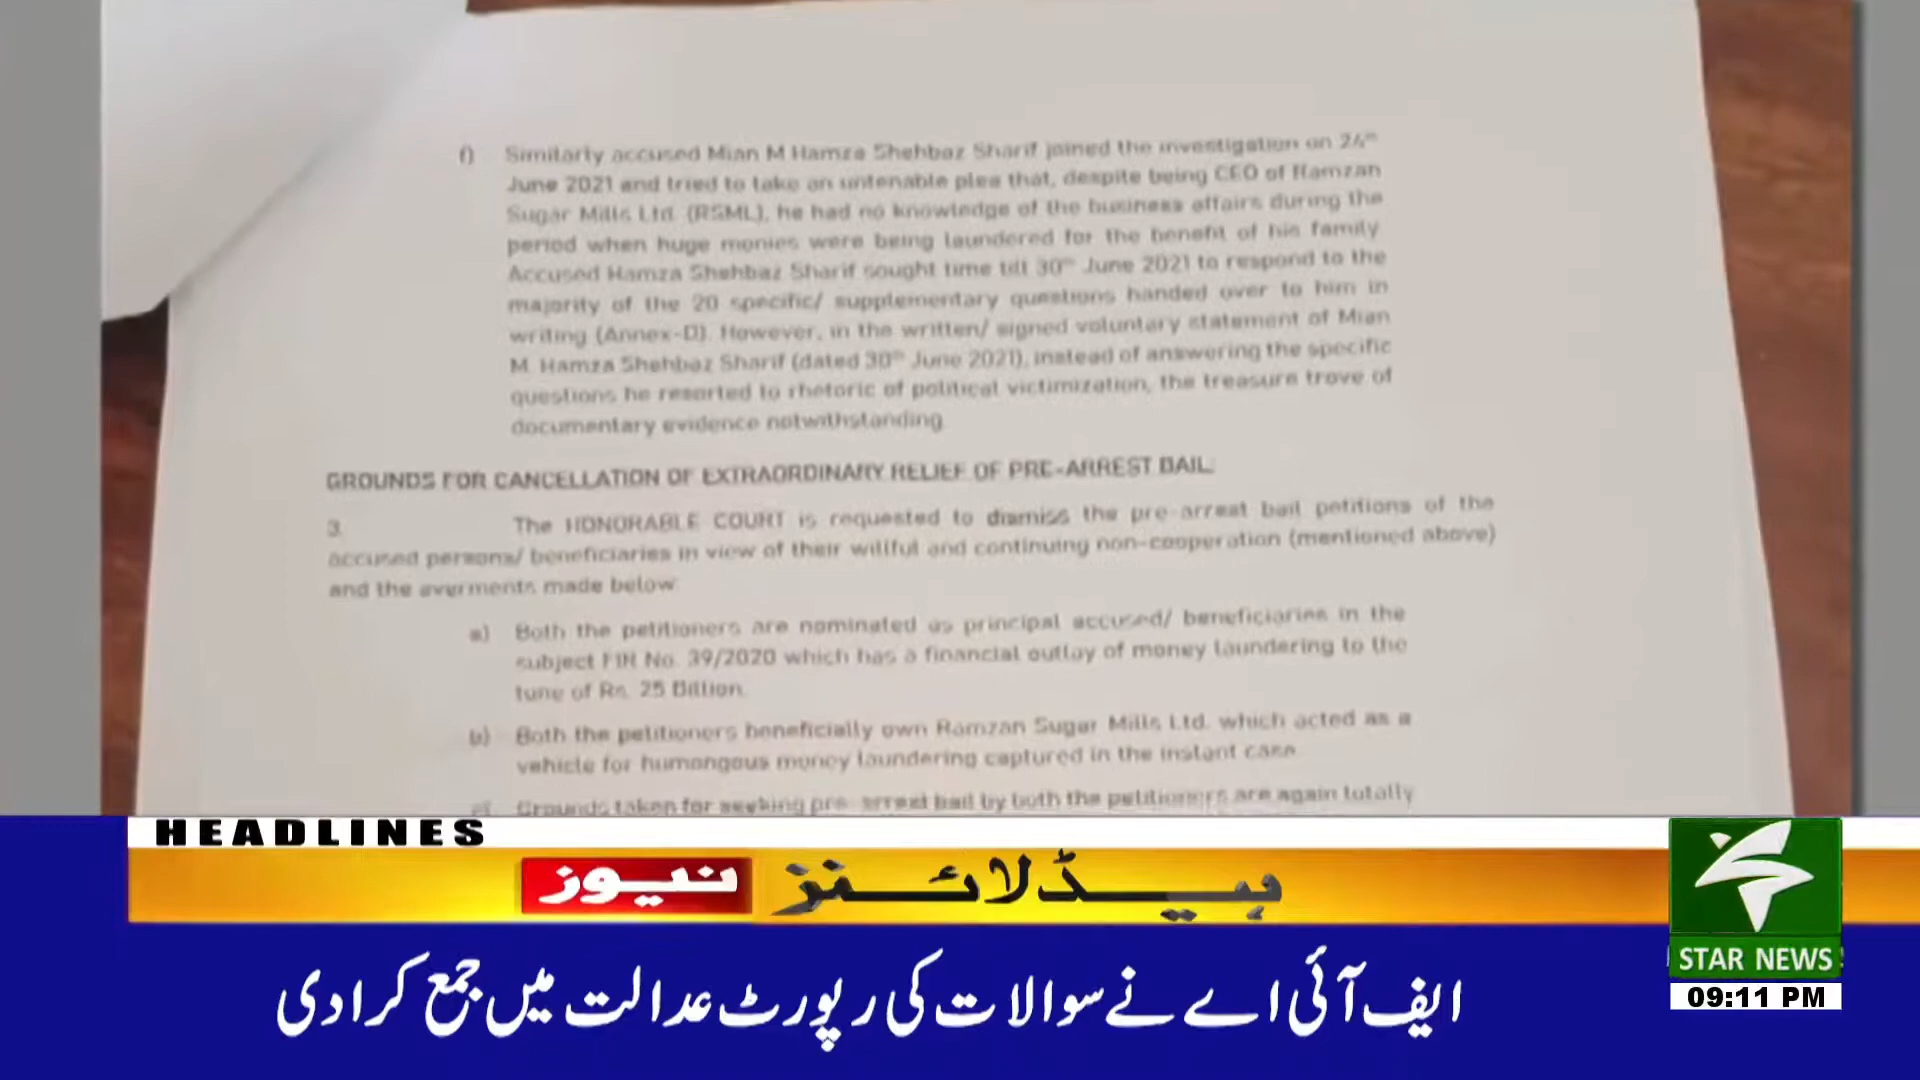 f) Similarly accused Mian M Hamza Shehbaz Sharif joined the investigation on 24th
June 2021 and tried to take an untenable plea that, despite being CEO of Ramzan
Sugar Mills Ltd. (RSML), he had no knowledge of the business affairs during the
period when huge monies were being laundered for the benefit of his family
Accused Hamza Shehbaz Sharif sought time till 30th June 2021 to respond to the
majority of the 20 specific/ supplementary questions handed over to him in
writing (Annex-D). However, in the written/ signed voluntary statement of Mian
M. Hamza Shehbaz Sharif (dated 30th June 2021), instead of answering the specific
questions he resorted to rhetoric of political victimization, the treasure trove of
documentary evidence notwithstanding
GROUNDS FOR CANCELLATION OF EXTRAORDINARY RELIEF OF PRE-ARREST BAIL
3. The HONORABLE COURT is requested to dismiss the pre-arrest bail petitions of the
accused persons/ beneficiaries in view of their willful and continuing non-cooperation (mentioned above)
and the averments made below
a) Both the petitioners are nominated as principal accused/ beneficiaries in the
subject FIR No. 39/2020 which has a financial outlay of money laundering to the
tune of Rs. 25 Billion.
b) Both the petitioners beneficially own Ramzan Sugar Mills Ltd. which acted as a
vehicle for humongous money laundering captured in the instant case
Grounds taken for seeking pre-arrest bail by both the petitioners are again totally
HEADLINES
ہیڈلائنز نیوز
ایف آئی اے نے سوالات کی رپورٹ عدالت میں جمع کرا دی
STAR NEWS
09:11 PM